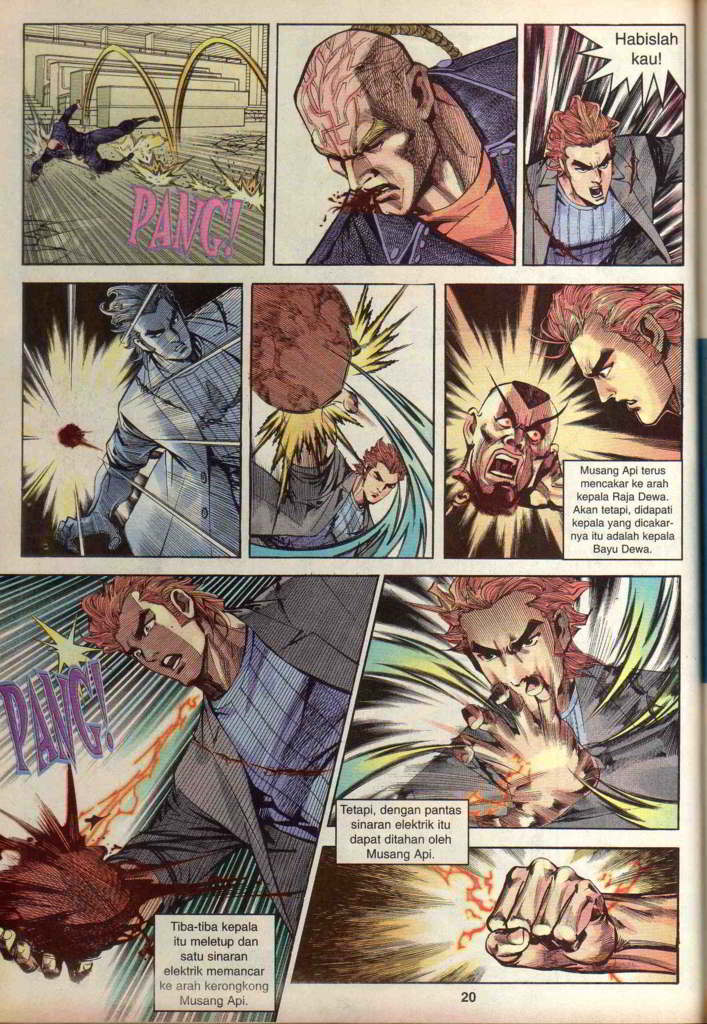 PANG!
Habislah
kau!
Musang Api terus
mencakar ke arah
kepala Raja Dewa.
Akan tetapi, didapati
kepala yang dicakar-
nya itu adalah kepala
Bayu Dewa.
PANG!
Tiba-tiba kepala
itu meletup dan
satu sinaran
elektrik memancar
ke arah kerongkong
Musang Api.
Tetapi, dengan pantas
sinaran elektrik itu
dapat ditahan oleh
Musang Api.
20